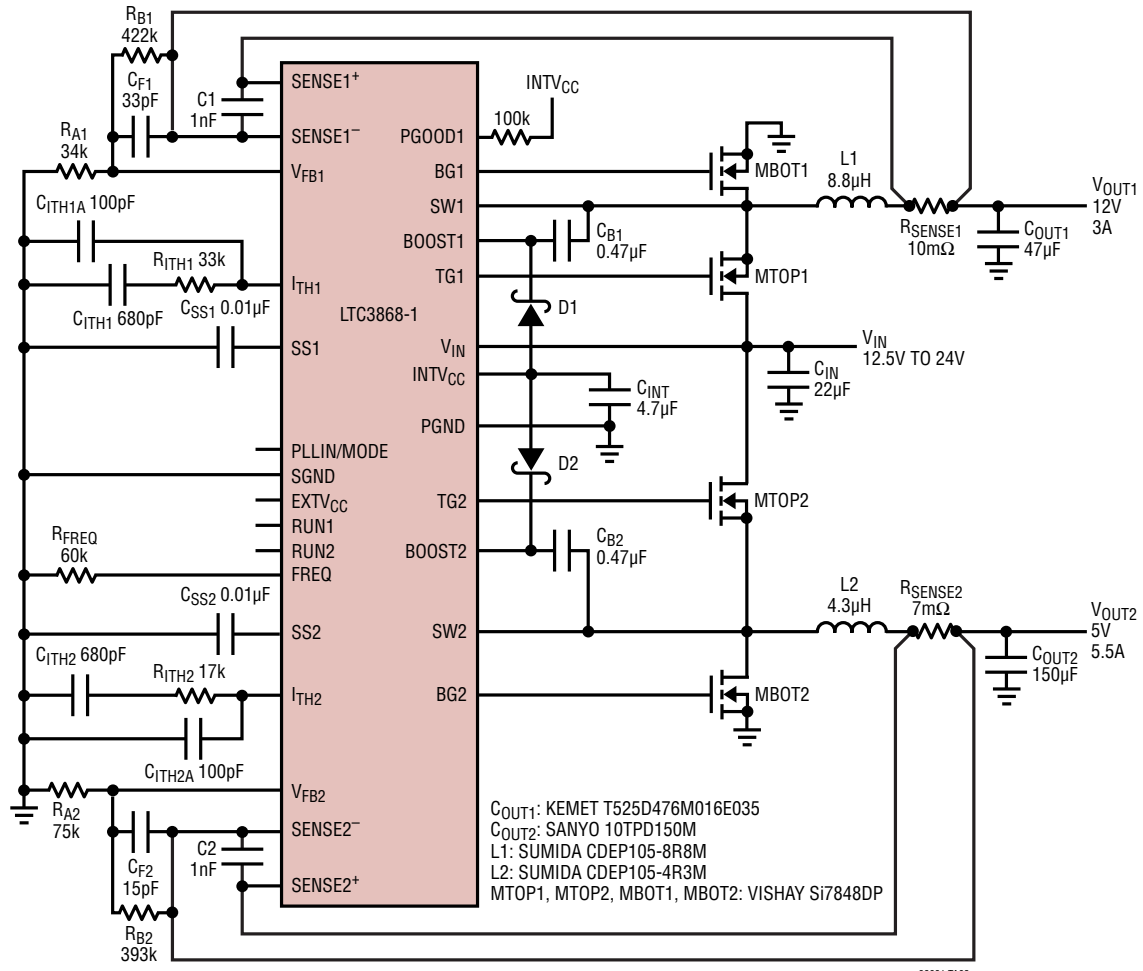 RB1
422k
CF1
33pF
C1
1nF
RA1
34k
SENSE1+
SENSE1–
VFB1
CITH1A 100pF
RITH1 33k
CITH1 680pF
ITH1
CSS1 0.01µF
SS1
LTC3868-1
PLLIN/MODE
SGND
EXTVCC
RUN1
RUN2
RFREQ
60k
FREQ
CSS2 0.01µF
SS2
CITH2 680pF
RITH2 17k
ITH2
CITH2A 100pF
RA2
75k
VFB2
SENSE2–
SENSE2+
CF2
15pF
C2
1nF
RB2
393k
INTVCC
100k
PGOOD1
BG1
SW1
BOOST1
TG1
VIN
INTVCC
PGND
TG2
BOOST2
SW2
BG2
MBOT1
L1
8.8µH
RSENSE1
10mΩ
VOUT1
12V
3A
COUT1
47µF
CB1
0.47µF
MTOP1
D1
VIN
12.5V TO 24V
CIN
22µF
CINT
4.7µF
D2
MTOP2
CB2
0.47µF
L2
4.3µH
RSENSE2
7mΩ
VOUT2
5V
5.5A
COUT2
150µF
MBOT2
COUT1: KEMET T525D476M016E035
COUT2: SANYO 10TPD150M
L1: SUMIDA CDEP105-8R8M
L2: SUMIDA CDEP105-4R3M
MTOP1, MTOP2, MBOT1, MBOT2: VISHAY Si7848DP